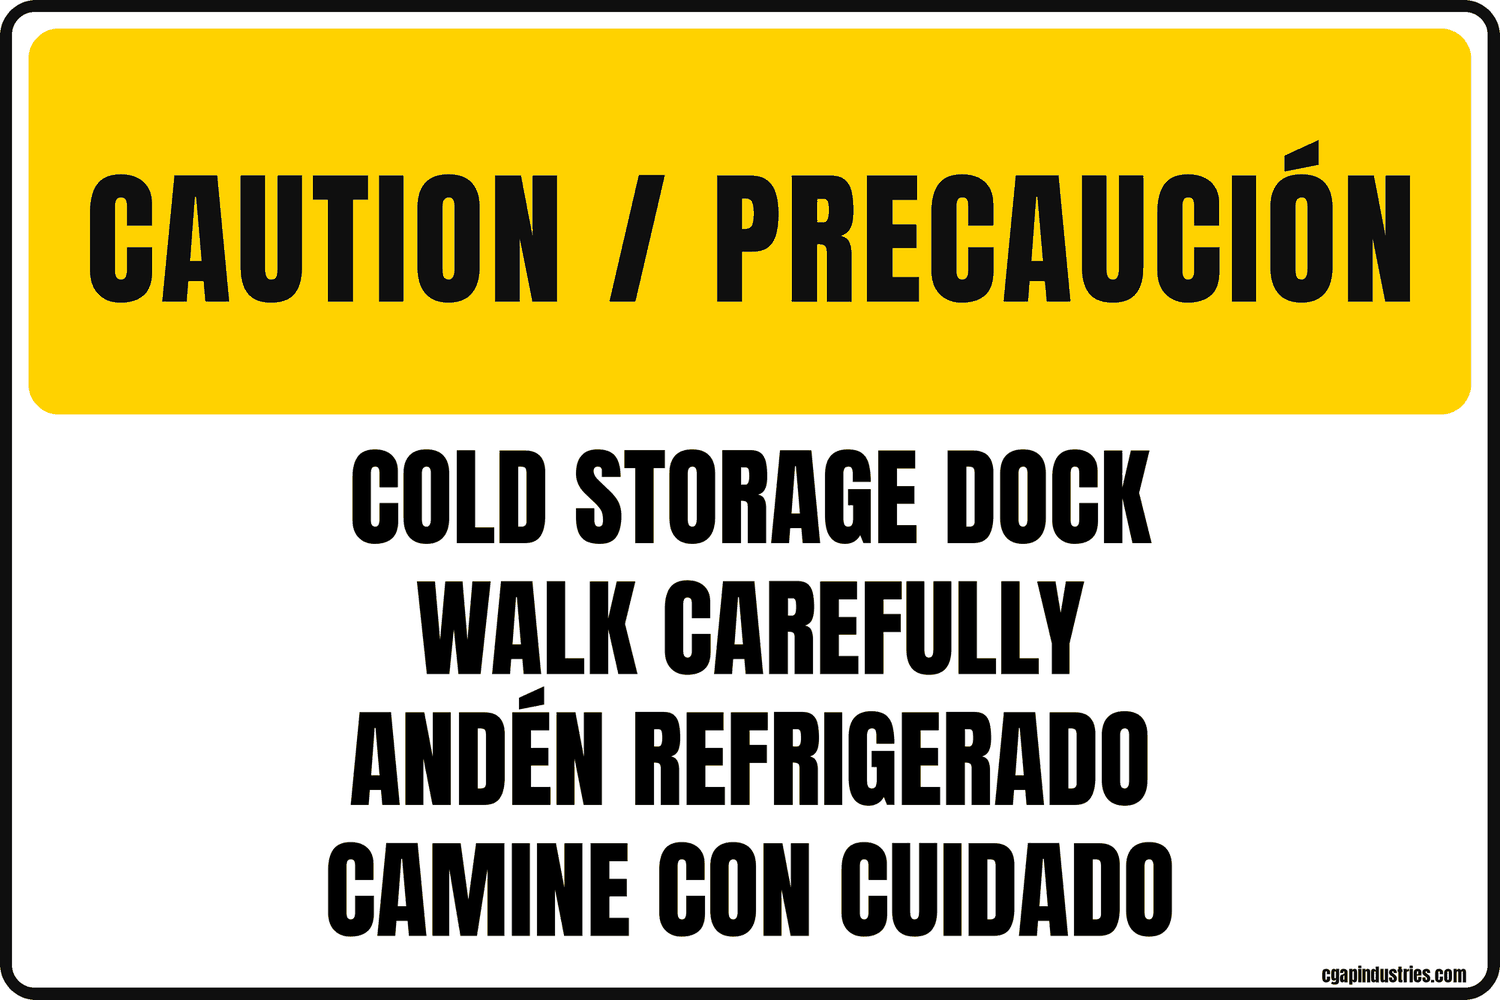 CAUTION / PRECAUCIÓN
COLD STORAGE DOCK
WALK CAREFULLY
ANDÉN REFRIGERADO
CAMINE CON CUIDADO
cgapindustries.com